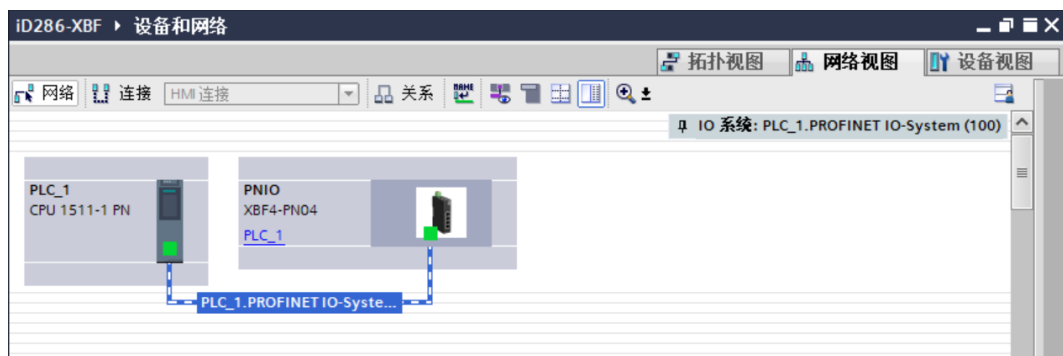 iD286-XBF ▸ 设备和网络
拓扑视图 网络视图 设备视图
网络 连接 HMI 连接 关系
IO 系统: PLC_1.PROFINET IO-System (100)
PLC_1
CPU 1511-1 PN
PNIO
XBF4-PN04
PLC_1
PLC_1.PROFINET IO-Syste...